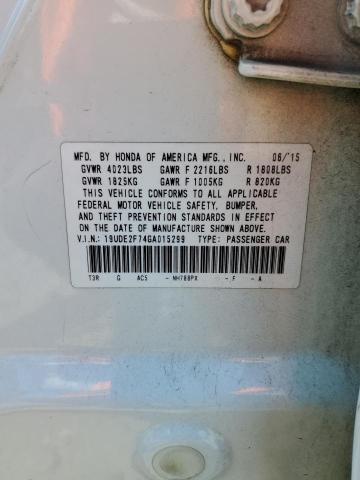 MFD. BY HONDA OF AMERICA MFG., INC. 06/15
GVWR 4023LBS GAWR F 2216LBS R 1808LBS
GVWR 1825KG GAWR F 1005KG R 820KG
THIS VEHICLE CONFORMS TO ALL APPLICABLE
FEDERAL MOTOR VEHICLE SAFETY, BUMPER,
AND THEFT PREVENTION STANDARDS IN EFFECT
ON THE DATE OF MANUFACTURE SHOWN ABOVE.
V.I.N.: 19UDE2F74GA015299 TYPE: PASSENGER CAR
T3R G AC5 - NH788PX - F - A